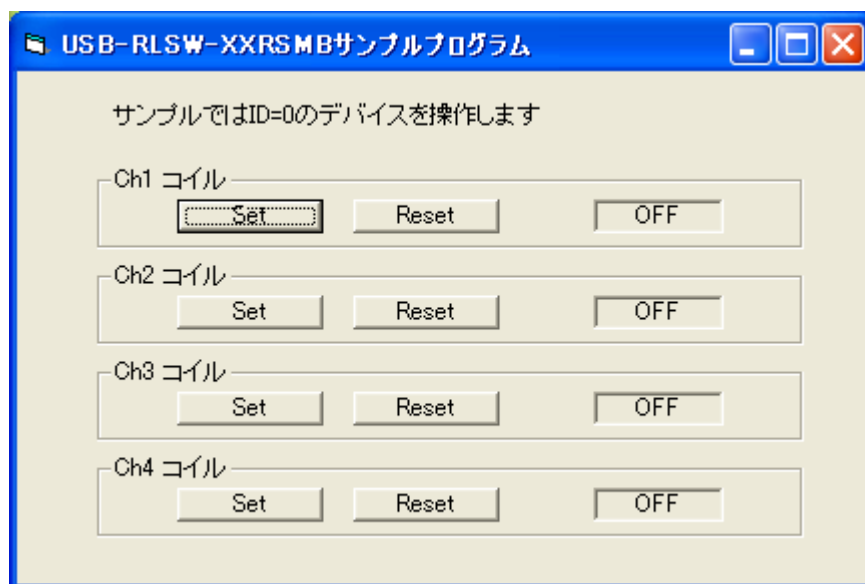 USB-RLSW-XXRSMBサンプルプログラム
サンプルではID=0のデバイスを操作します
Ch1 コイル
Set Reset OFF
Ch2 コイル
Set Reset OFF
Ch3 コイル
Set Reset OFF
Ch4 コイル
Set Reset OFF